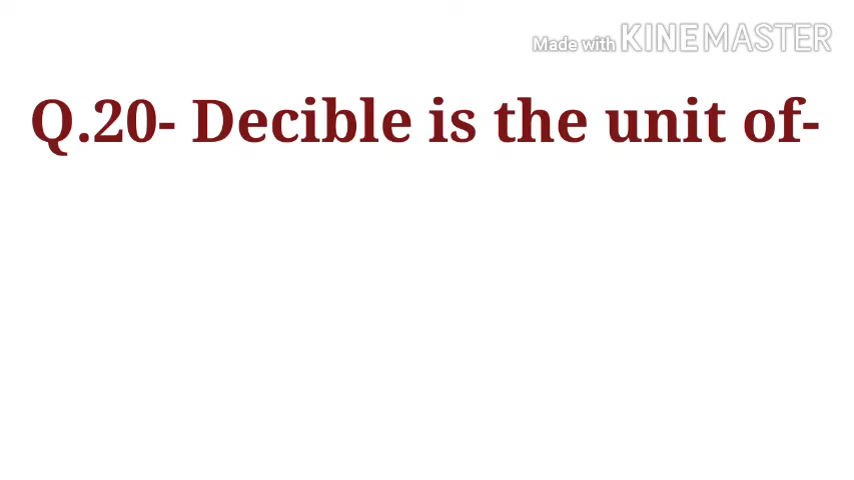 Made with KINEMASTER
Q.20- Decible is the unit of-